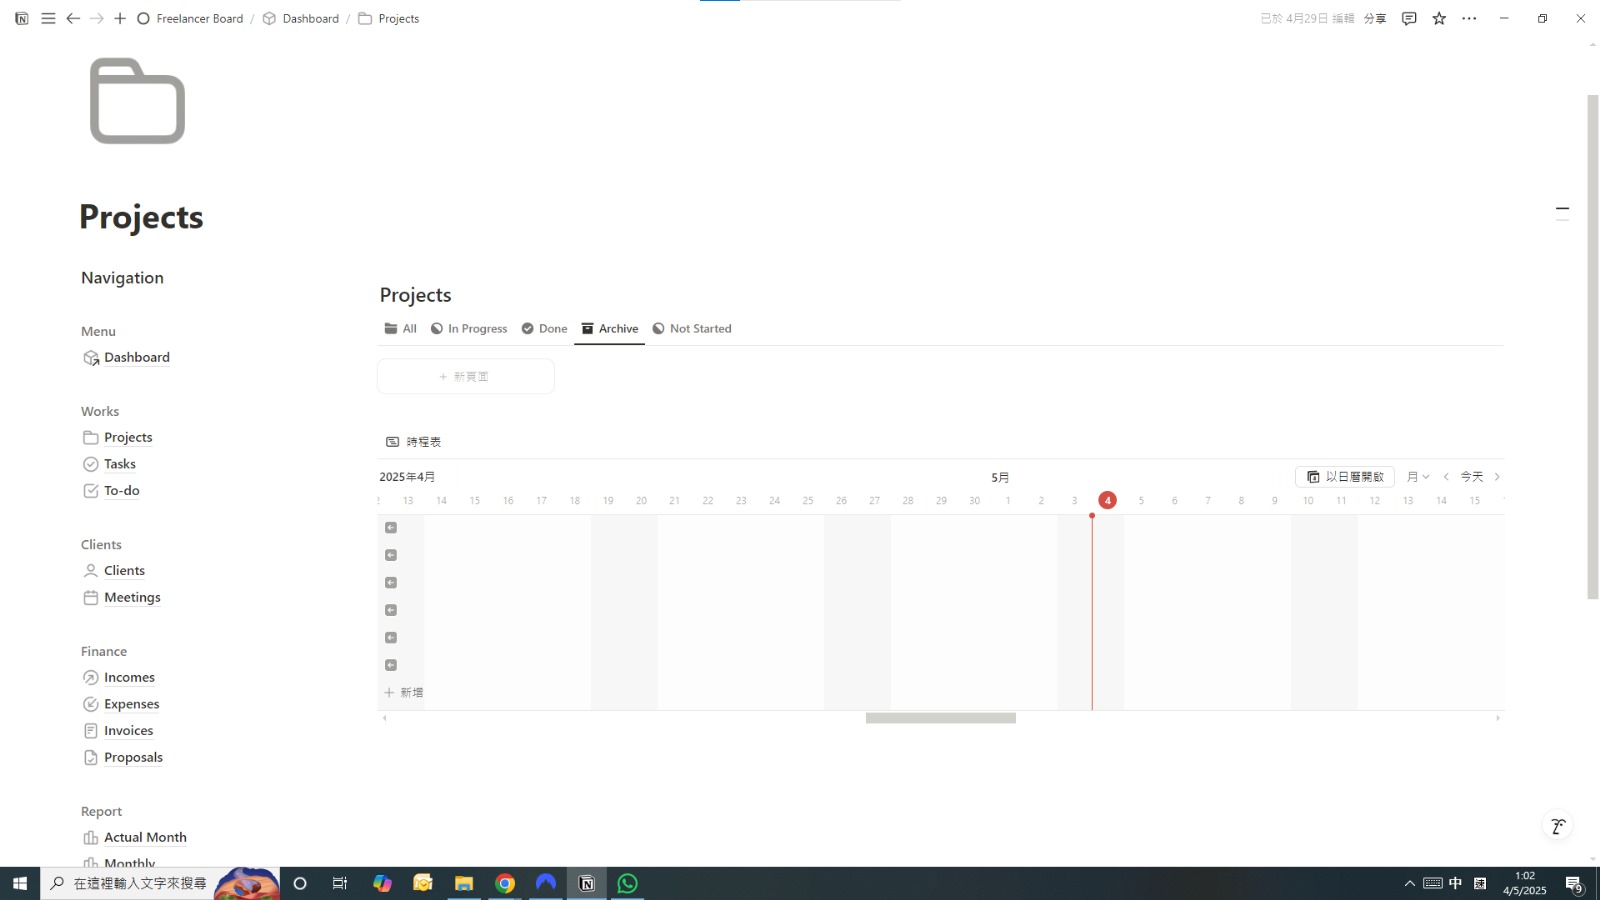 Freelancer Board / Dashboard / Projects
已於 4月29日 編輯 分享
Projects
Navigation
Menu
Dashboard
Works
Projects
Tasks
To-do
Clients
Clients
Meetings
Finance
Incomes
Expenses
Invoices
Proposals
Report
Actual Month
Monthly
Projects
All In Progress Done Archive Not Started
+ 新頁面
時程表
2025年4月 5月 以日曆開啟 月 今天
13 14 15 16 17 18 19 20 21 22 23 24 25 26 27 28 29 30 1 2 3 4 5 6 7 8 9 10 11 12 13 14 15
+ 新增
在這裡輸入文字來搜尋
中
1:02
4/5/2025
9